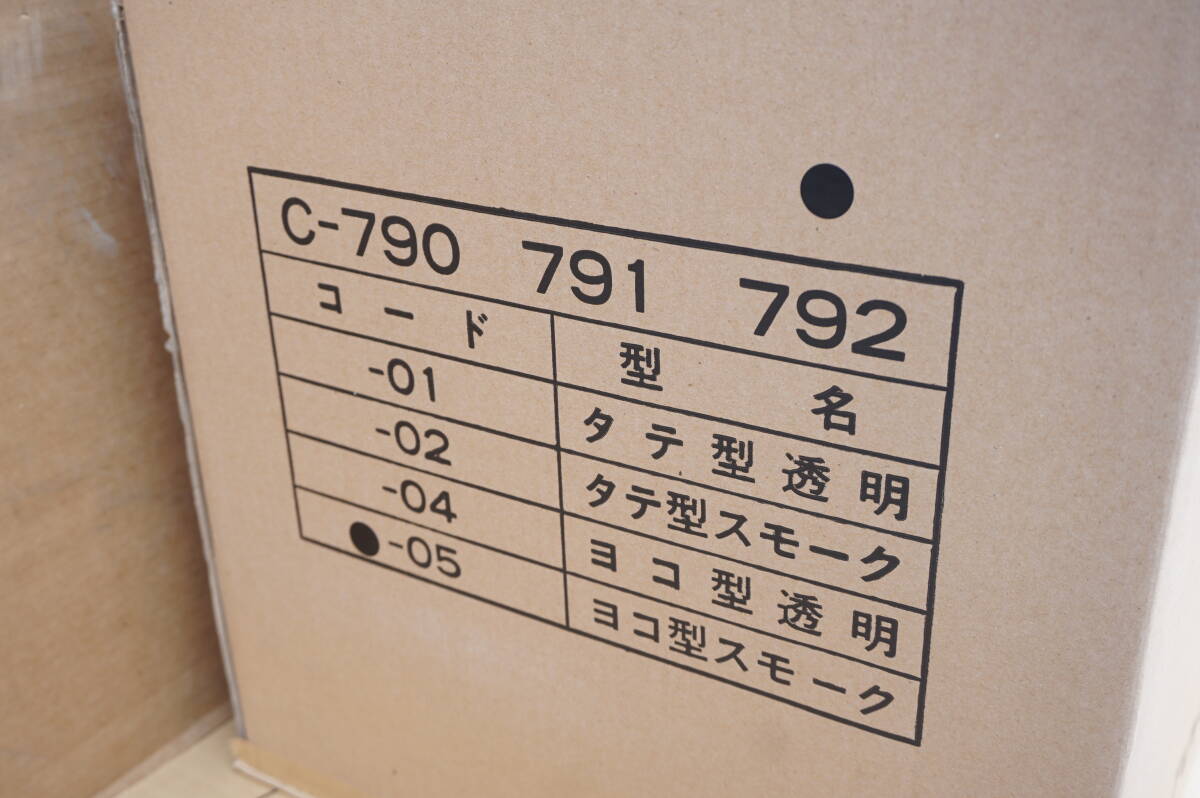 C-790 791 792
コード 型名
-01 タテ型透明
-02 タテ型スモーク
-04 ヨコ型透明
●-05 ヨコ型スモーク